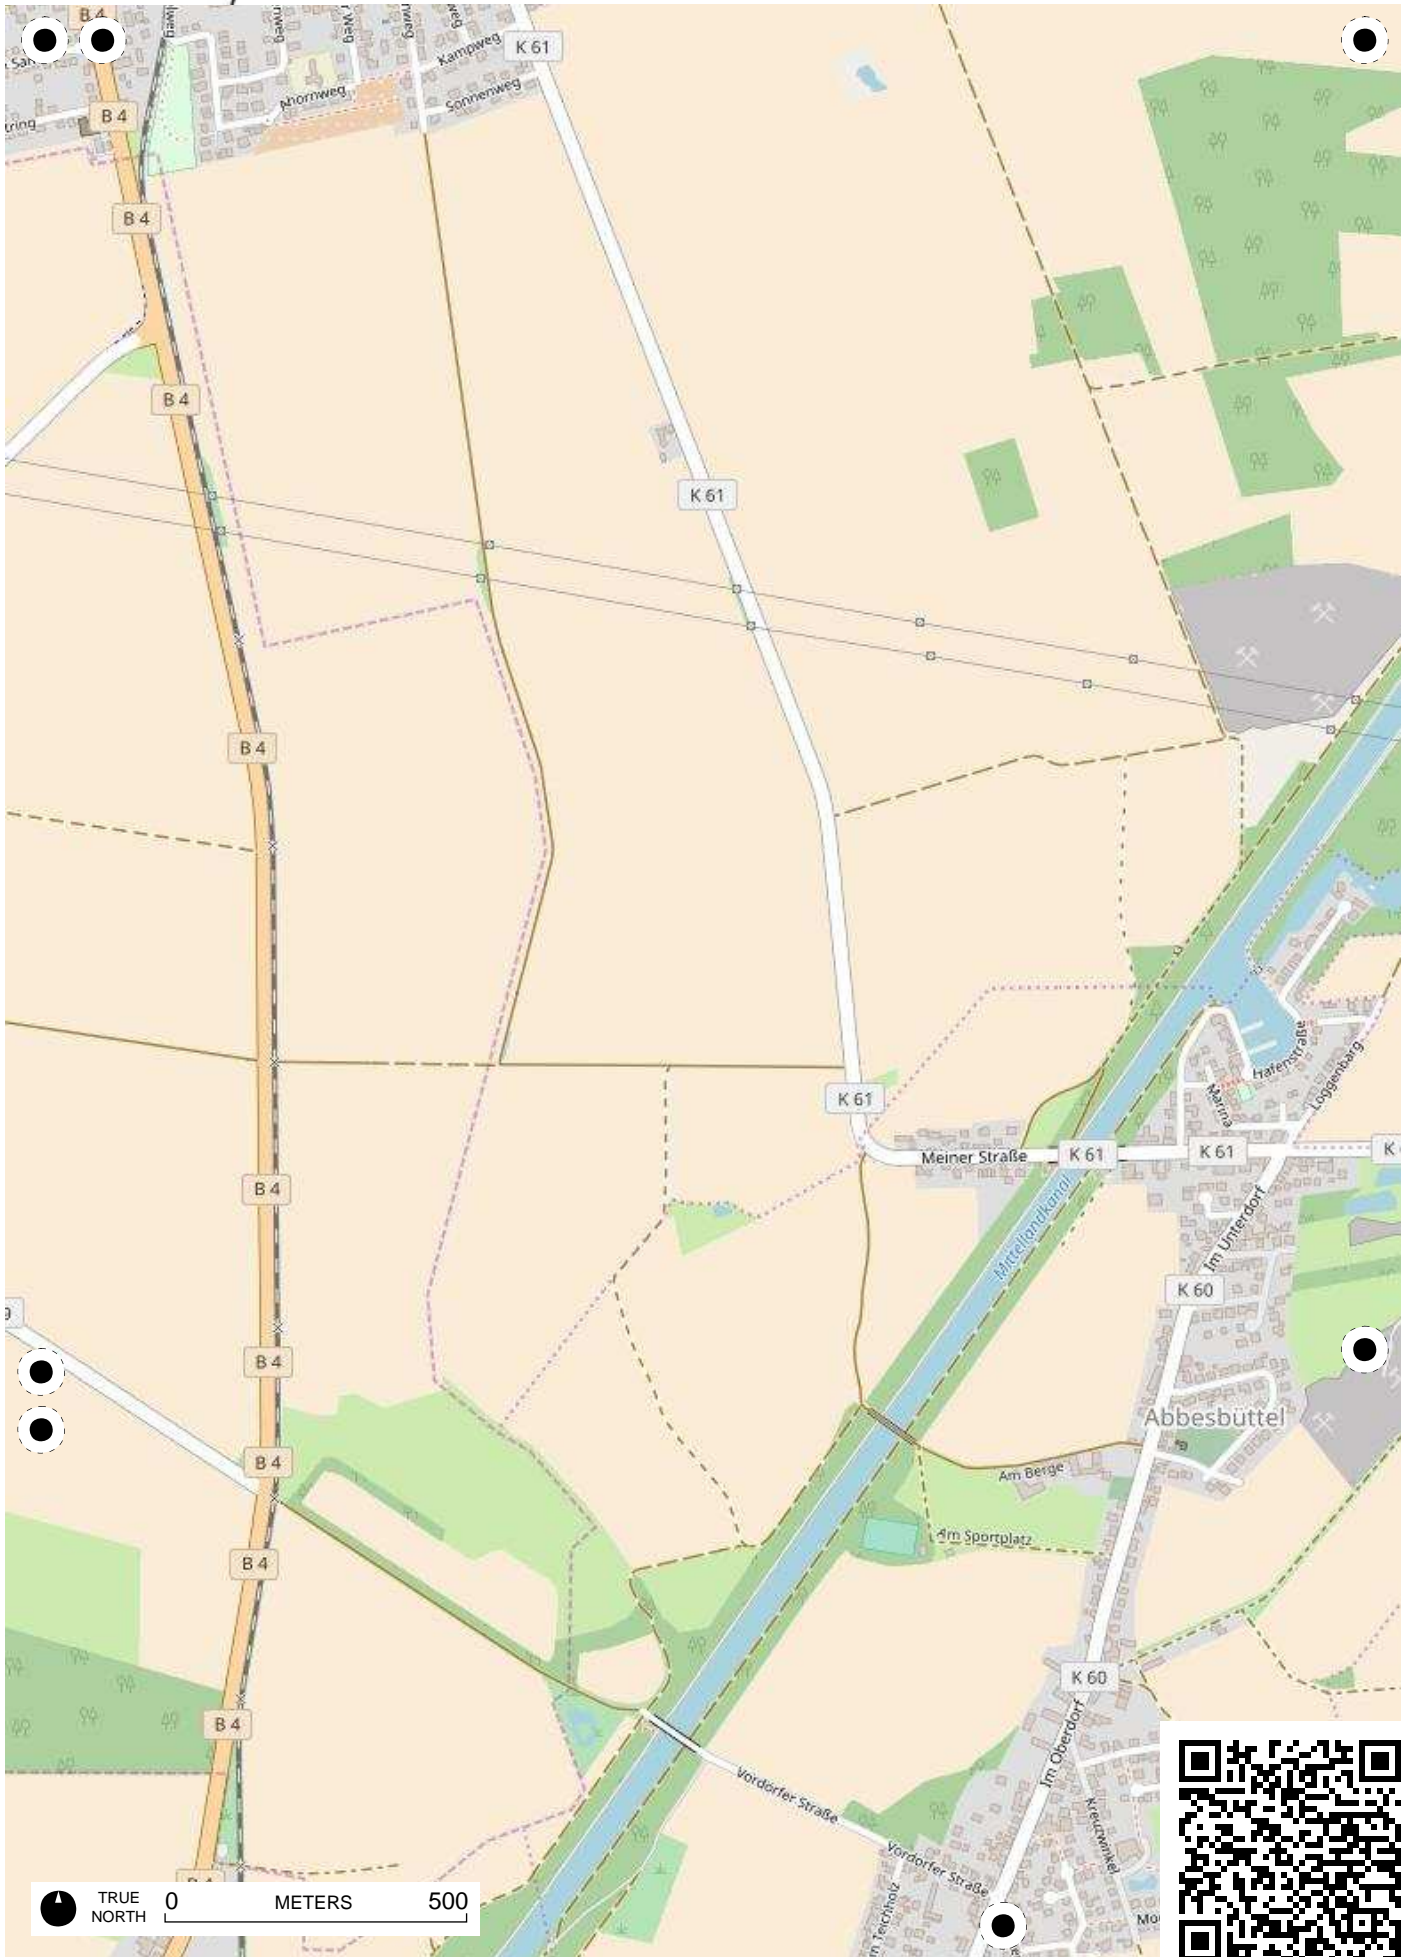 B 4
K 61
Kampweg
Sonnenweg
Ahornweg
B 4
B 4
B 4
K 61
B 4
K 61
Meiner Straße
K 61
K 61
Hafenstraße
Marina
Loggenbarg
B 4
Mittellandkanal
Im Unterdorf
K 60
B 4
Abbesbüttel
B 4
Am Berge
Am Sportplatz
B 4
K 60
B 4
Im Oberdorf
Vordorfer Straße
Kreuzwinkel
Vordorfer Straße
TRUE
NORTH
0 METERS 500